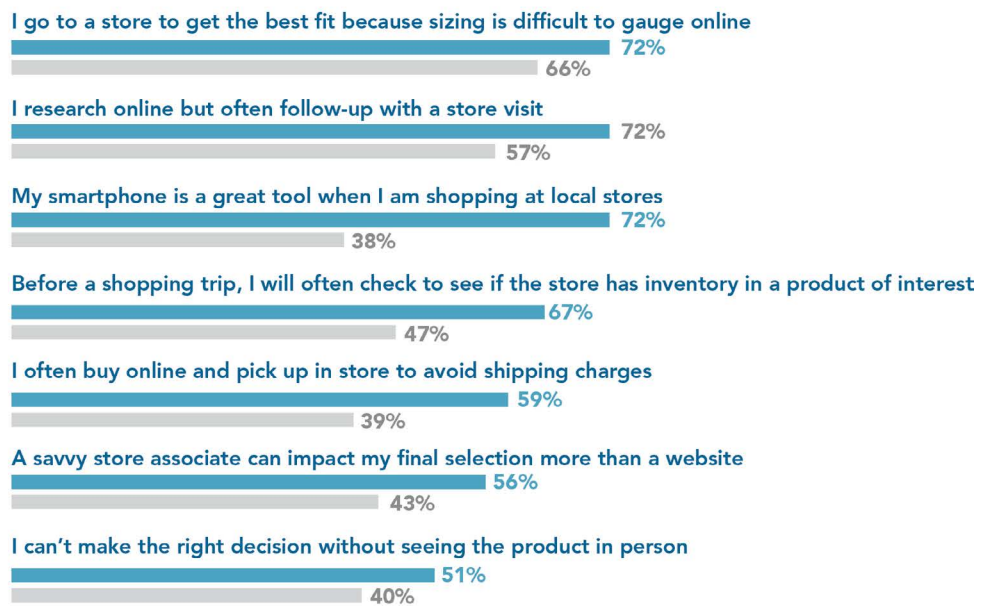 I go to a store to get the best fit because sizing is difficult to gauge online
72%
66%
I research online but often follow-up with a store visit
72%
57%
My smartphone is a great tool when I am shopping at local stores
72%
38%
Before a shopping trip, I will often check to see if the store has inventory in a product of interest
67%
47%
I often buy online and pick up in store to avoid shipping charges
59%
39%
A savvy store associate can impact my final selection more than a website
56%
43%
I can’t make the right decision without seeing the product in person
51%
40%